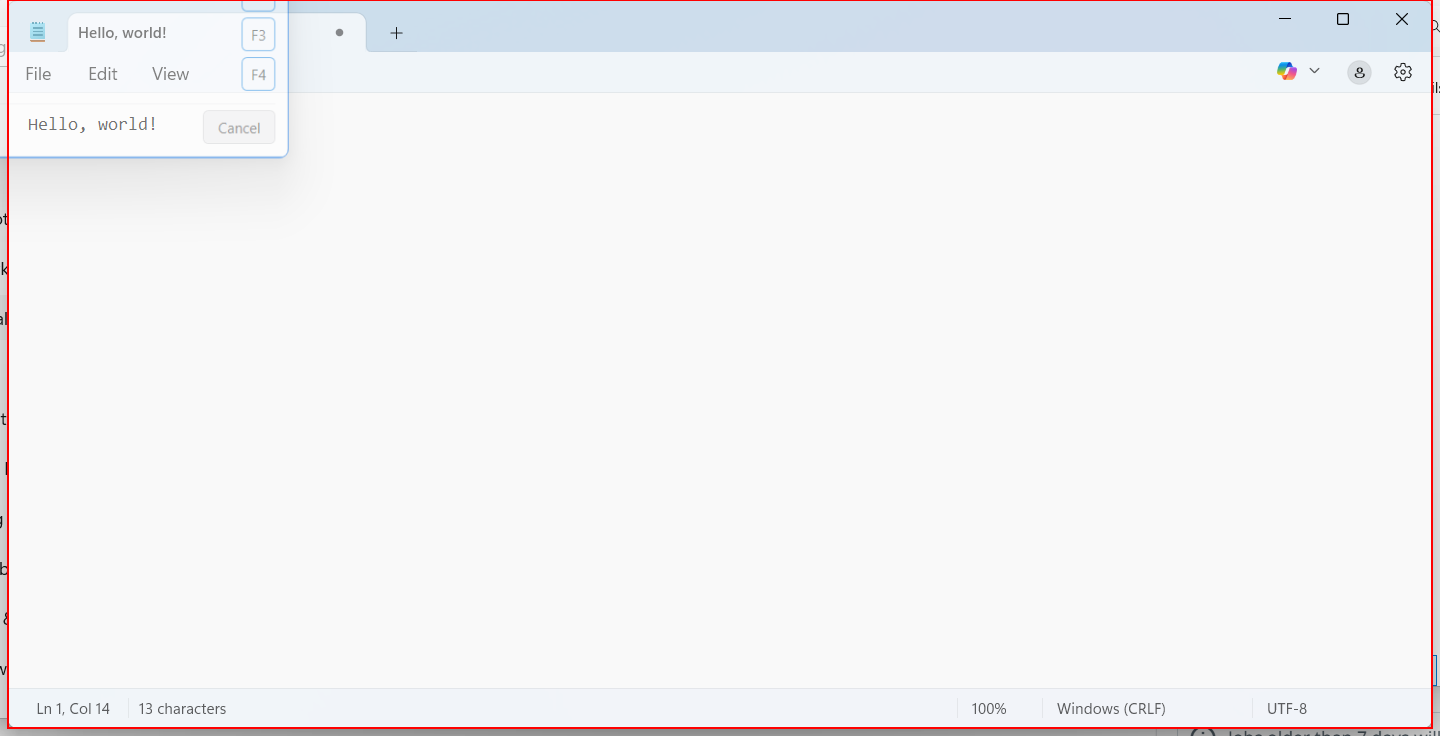 Hello, world!
F3
File Edit View
F4
Hello, world!
Cancel
Ln 1, Col 14
13 characters
100%
Windows (CRLF)
UTF-8